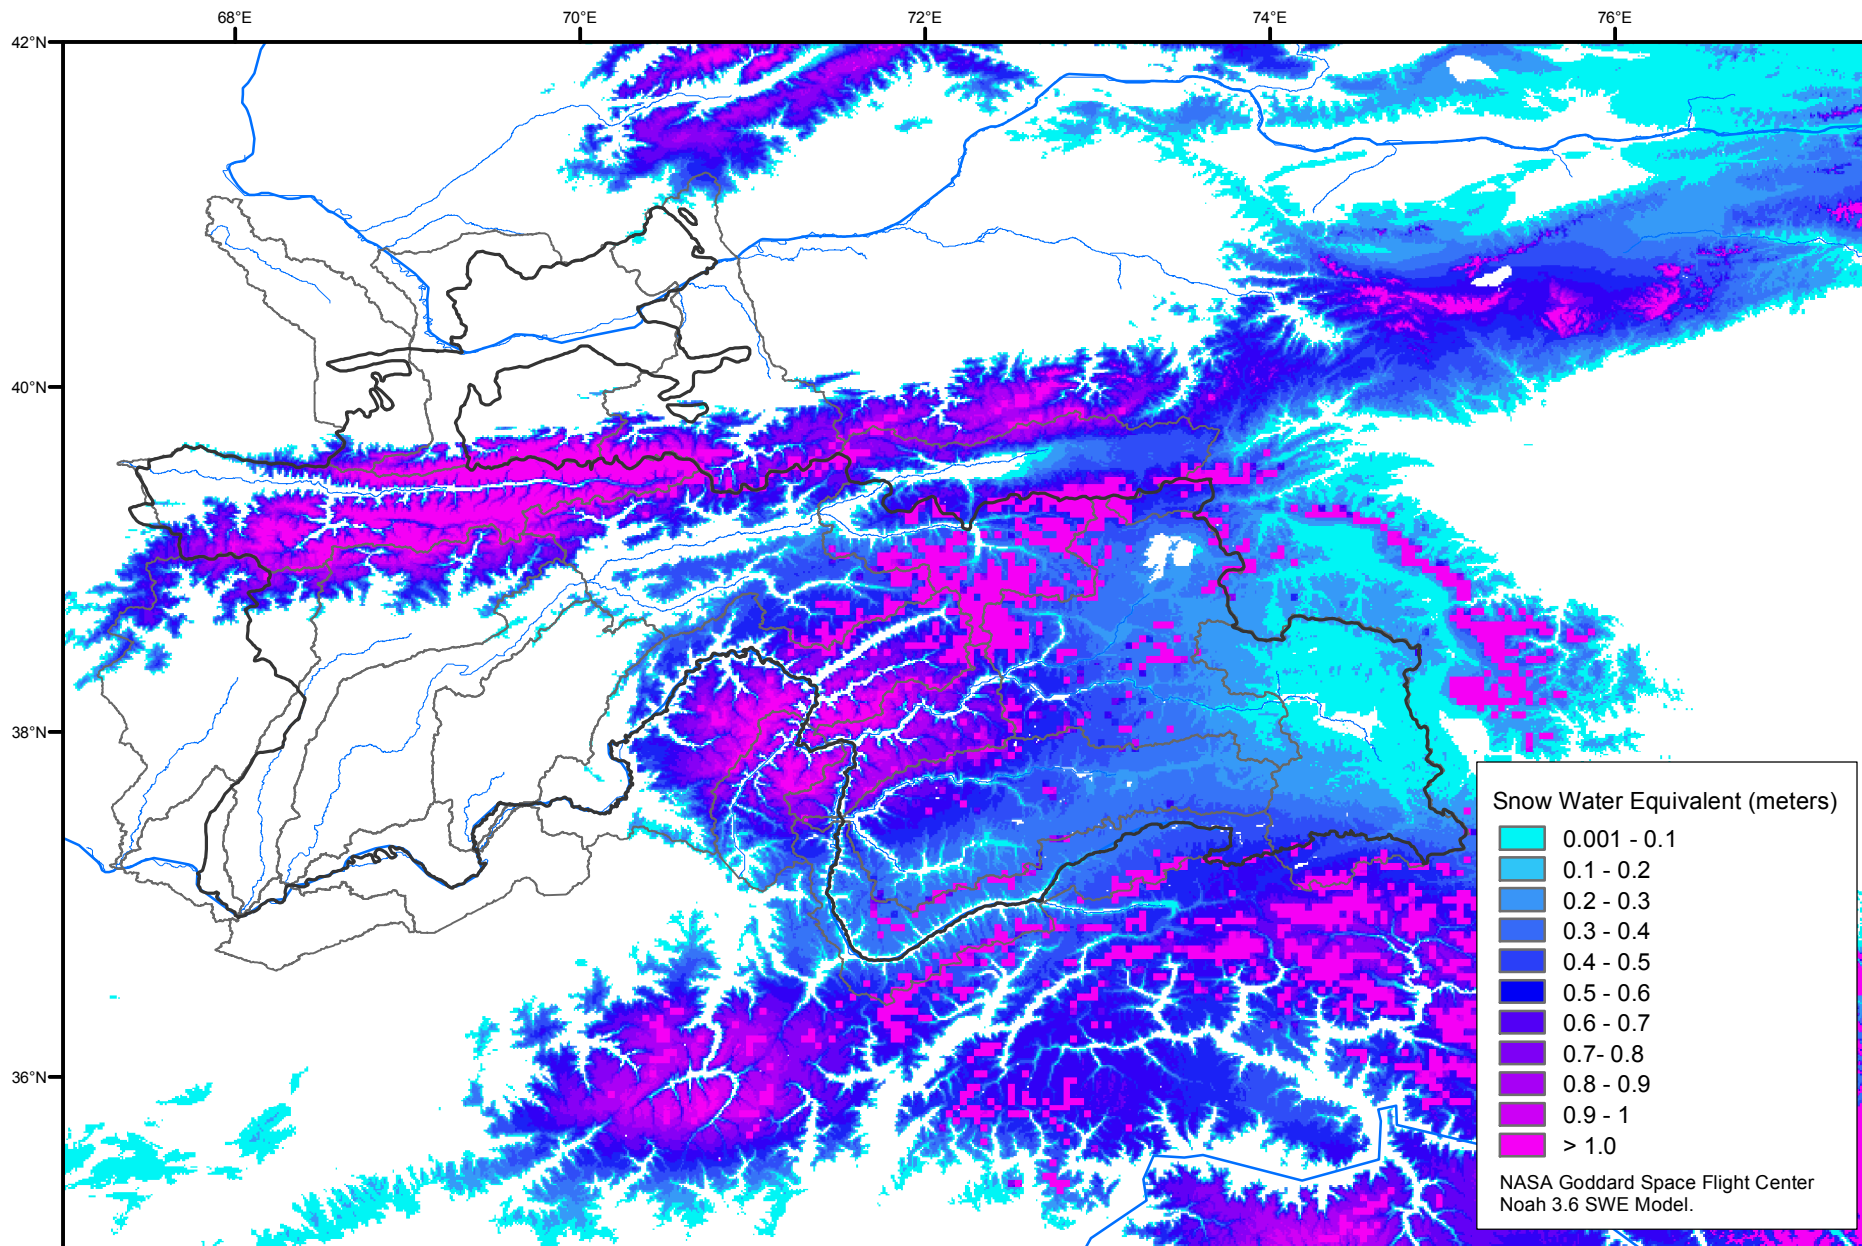 68°E
70°E
72°E
74°E
76°E
42°N
40°N
38°N
36°N
Snow Water Equivalent (meters)
0.001 - 0.1
0.1 - 0.2
0.2 - 0.3
0.3 - 0.4
0.4 - 0.5
0.5 - 0.6
0.6 - 0.7
0.7- 0.8
0.8 - 0.9
0.9 - 1
> 1.0
NASA Goddard Space Flight Center
Noah 3.6 SWE Model.